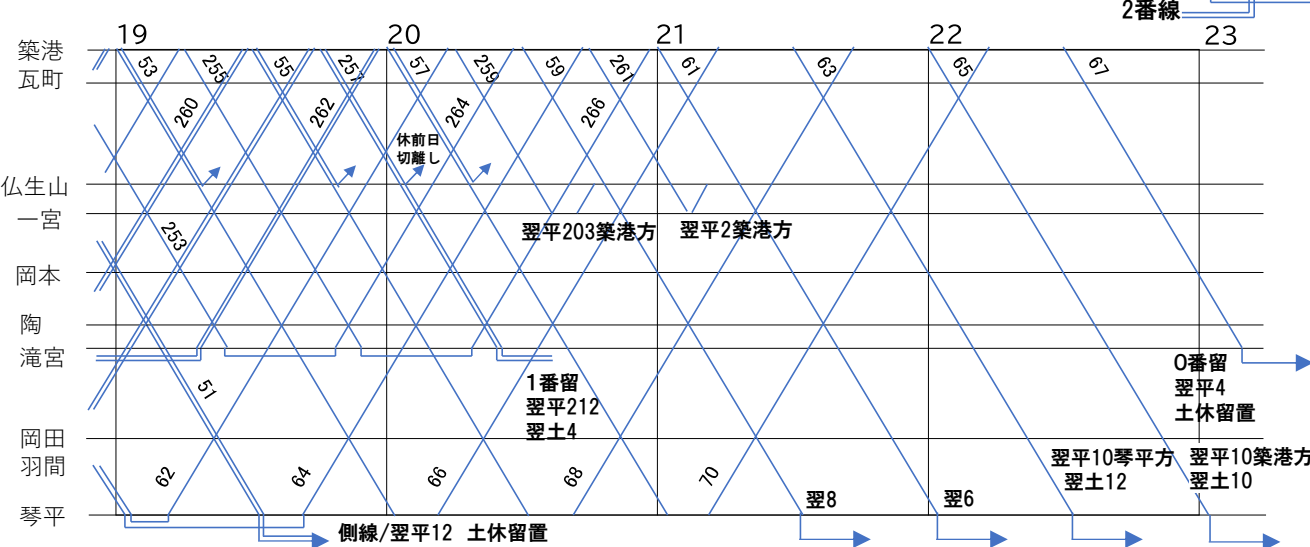 2番線
19
20
21
22
23
築港
瓦町
仏生山
一宮
岡本
陶
滝宮
岡田
羽間
琴平
53
255
55
257
57
259
59
261
61
63
65
67
260
262
264
266
休前日
切離し
253
翌平203築港方
翌平2築港方
51
1番留
翌平212
翌土4
0番留
翌平4
土休留置
62
64
66
68
70
翌平10琴平方
翌土12
翌平10築港方
翌土10
翌8
翌6
側線/翌平12 土休留置